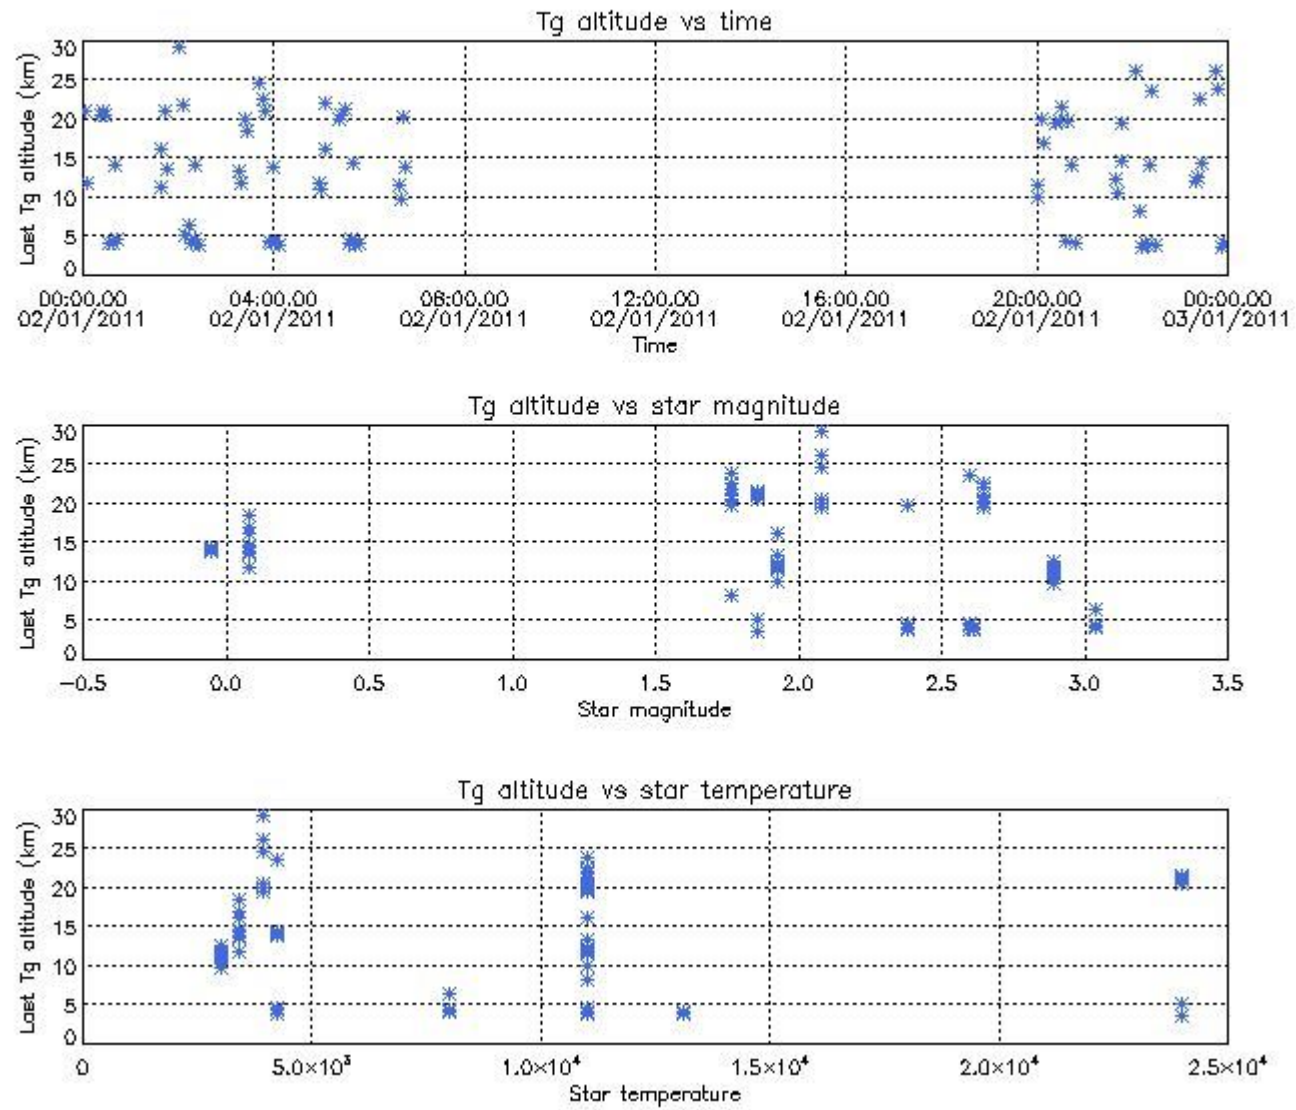 Tg altitude vs time
Last Tg altitude (km)
30
25
20
15
10
5
0
00:00.00 04:00.00 08:00.00 12:00.00 16:00.00 20:00.00 00:00.00
02/01/2011 02/01/2011 02/01/2011 02/01/2011 02/01/2011 02/01/2011 03/01/2011
Time
Tg altitude vs star magnitude
Last Tg altitude (km)
30
25
20
15
10
5
0
−0.5 0.0 0.5 1.0 1.5 2.0 2.5 3.0 3.5
Star magnitude
Tg altitude vs star temperature
Last Tg altitude (km)
30
25
20
15
10
5
0
0 5.0×10³ 1.0×10⁴ 1.5×10⁴ 2.0×10⁴ 2.5×10⁴
Star temperature